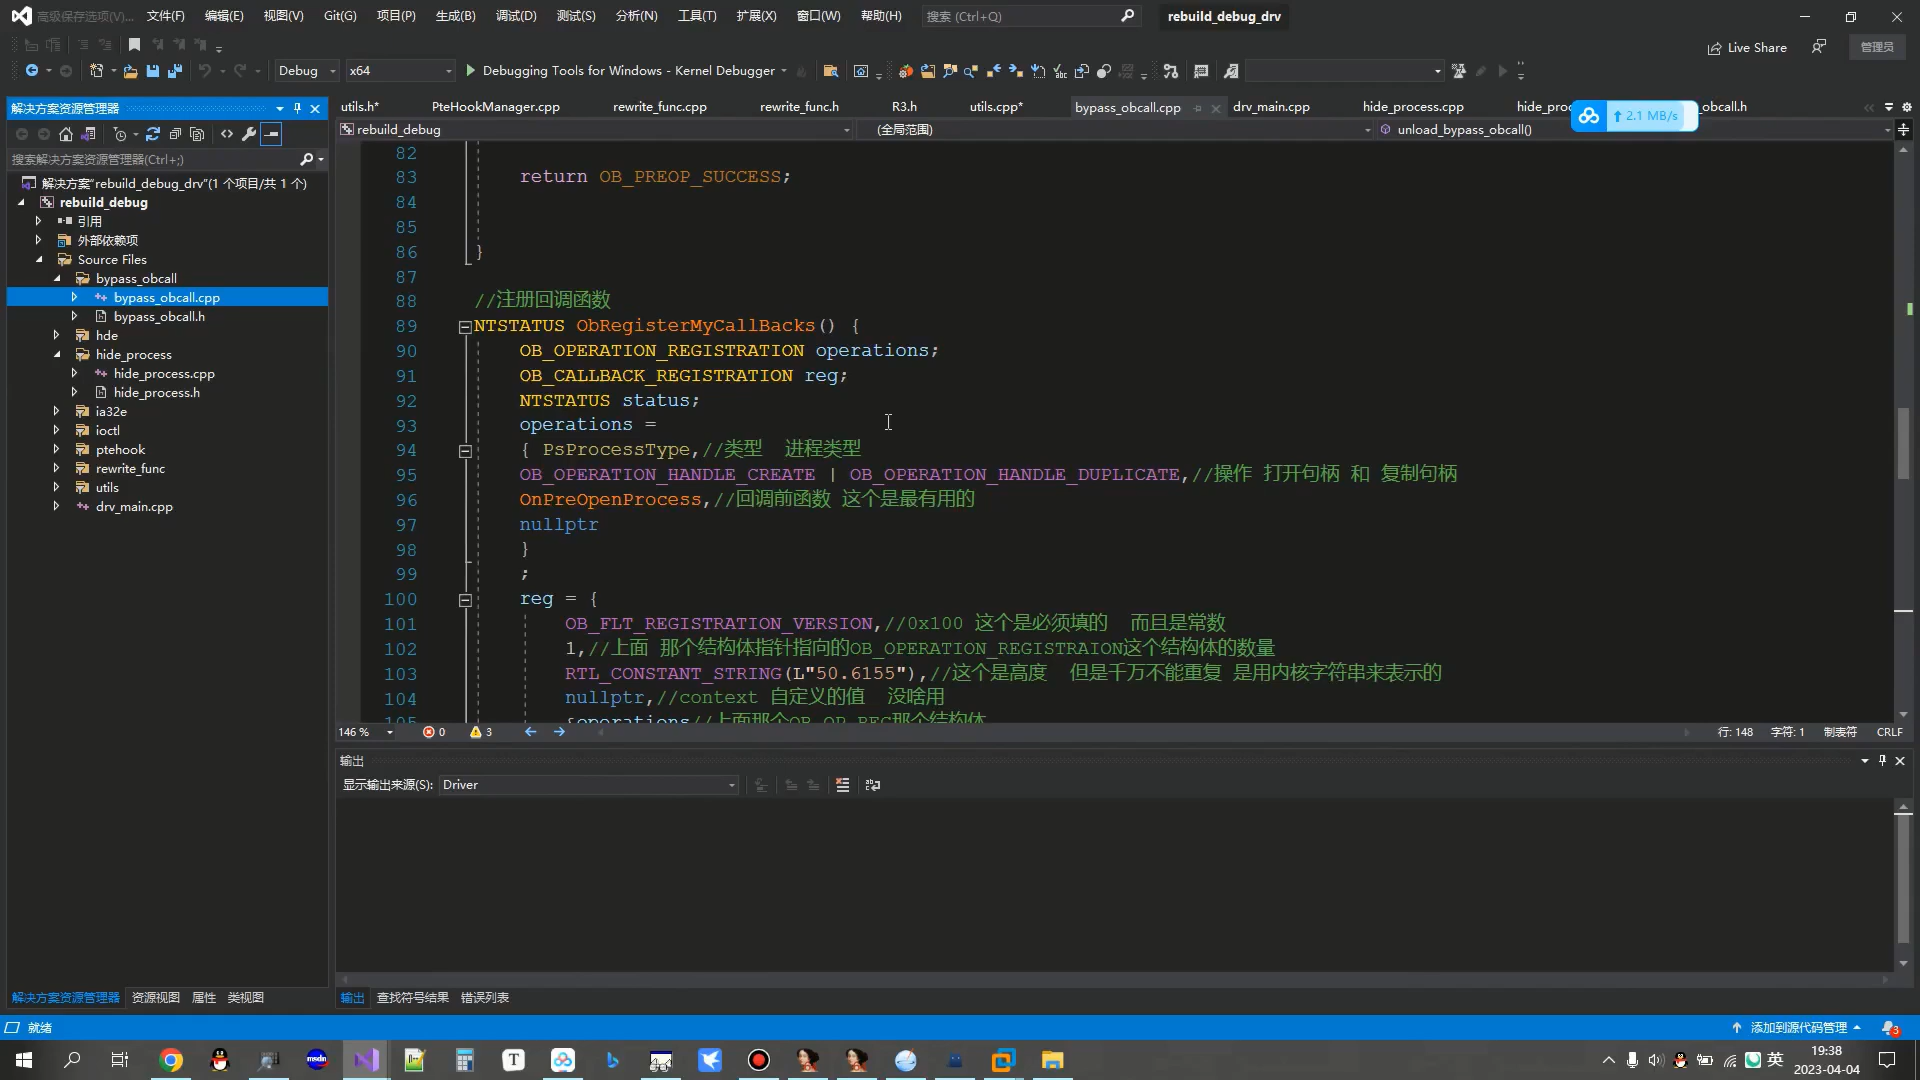 高级保存选项(V)...
文件(F) 编辑(E) 视图(V) Git(G) 项目(P) 生成(B) 调试(D) 测试(S) 分析(N) 工具(T) 扩展(X) 窗口(W) 帮助(H)
搜索 (Ctrl+Q)
rebuild_debug_drv
Live Share
管理员
Debug x64 Debugging Tools for Windows - Kernel Debugger
解决方案资源管理器
utils.h* PteHookManager.cpp rewrite_func.cpp rewrite_func.h R3.h utils.cpp* bypass_obcall.cpp drv_main.cpp hide_process.cpp hide_proc _obcall.h
2.1 MB/s
rebuild_debug (全局范围) unload_bypass_obcall()
搜索解决方案资源管理器(Ctrl+;)
解决方案"rebuild_debug_drv"(1 个项目/共 1 个)
rebuild_debug
引用
外部依赖项
Source Files
bypass_obcall
bypass_obcall.cpp
bypass_obcall.h
hde
hide_process
hide_process.cpp
hide_process.h
ia32e
ioctl
ptehook
rewrite_func
utils
drv_main.cpp
82
83 return OB_PREOP_SUCCESS;
84
85
86 }
87
88 //注册回调函数
89 NTSTATUS ObRegisterMyCallBacks() {
90 OB_OPERATION_REGISTRATION operations;
91 OB_CALLBACK_REGISTRATION reg;
92 NTSTATUS status;
93 operations =
94 { PsProcessType,//类型 进程类型
95 OB_OPERATION_HANDLE_CREATE | OB_OPERATION_HANDLE_DUPLICATE,//操作 打开句柄 和 复制句柄
96 OnPreOpenProcess,//回调前函数 这个是最有用的
97 nullptr
98 }
99 ;
100 reg = {
101 OB_FLT_REGISTRATION_VERSION,//0x100 这个是必须填的 而且是常数
102 1,//上面 那个结构体指针指向的OB_OPERATION_REGISTRAION这个结构体的数量
103 RTL_CONSTANT_STRING(L"50.6155"),//这个是高度 但是千万不能重复 是用内核字符串来表示的
104 nullptr,//context 自定义的值 没啥用
105 &operations//上面那个OB_OP_REG那个结构体
146 % 0 3
行: 148 字符: 1 制表符 CRLF
输出
显示输出来源(S): Driver
解决方案资源管理器 资源视图 属性 类视图
输出 查找符号结果 错误列表
就绪
添加到源代码管理
3
msdn
T
英
19:38
2023-04-04
3